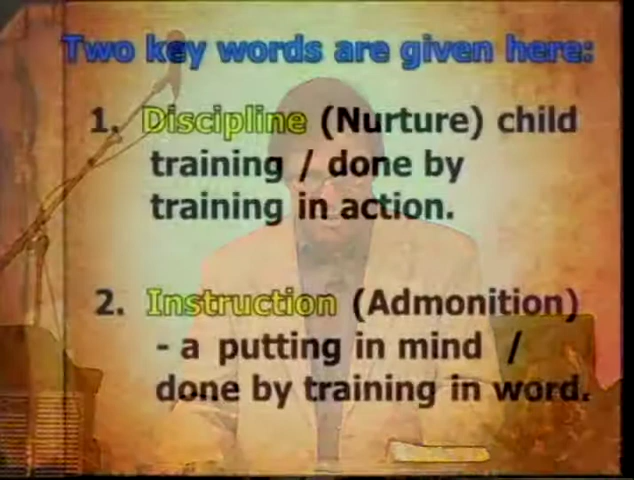 Two key words are given here:
1. Discipline (Nurture) child
training / done by
training in action.
2. Instruction (Admonition)
- a putting in mind /
done by training in word.